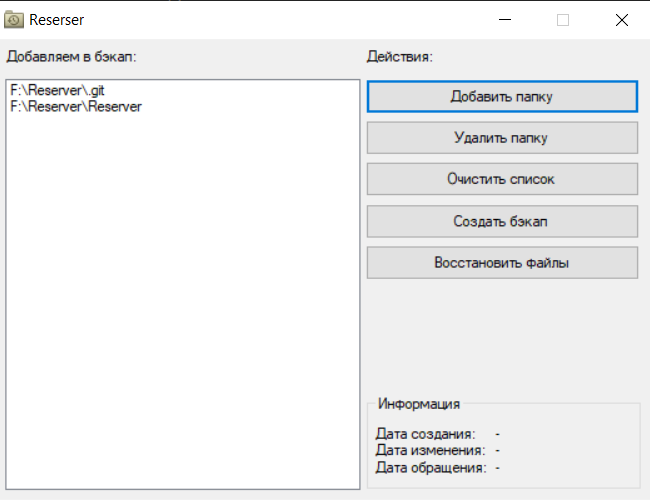 Reserser
Добавляем в бэкап:
F:\Reserver\.git
F:\Reserver\Reserver
Действия:
Добавить папку
Удалить папку
Очистить список
Создать бэкап
Восстановить файлы
Информация
Дата создания: -
Дата изменения: -
Дата обращения: -